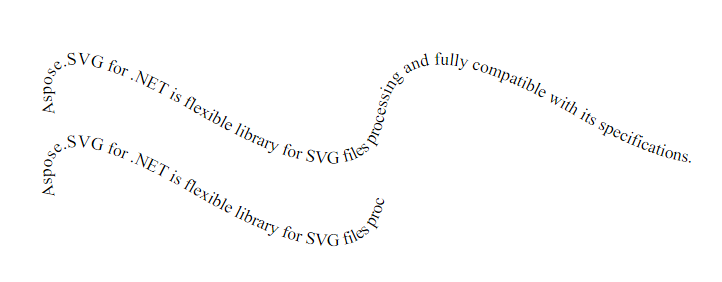 Aspose.SVG for .NET is flexible library for SVG files processing and fully compatible with its specifications.
Aspose.SVG for .NET is flexible library for SVG files proc